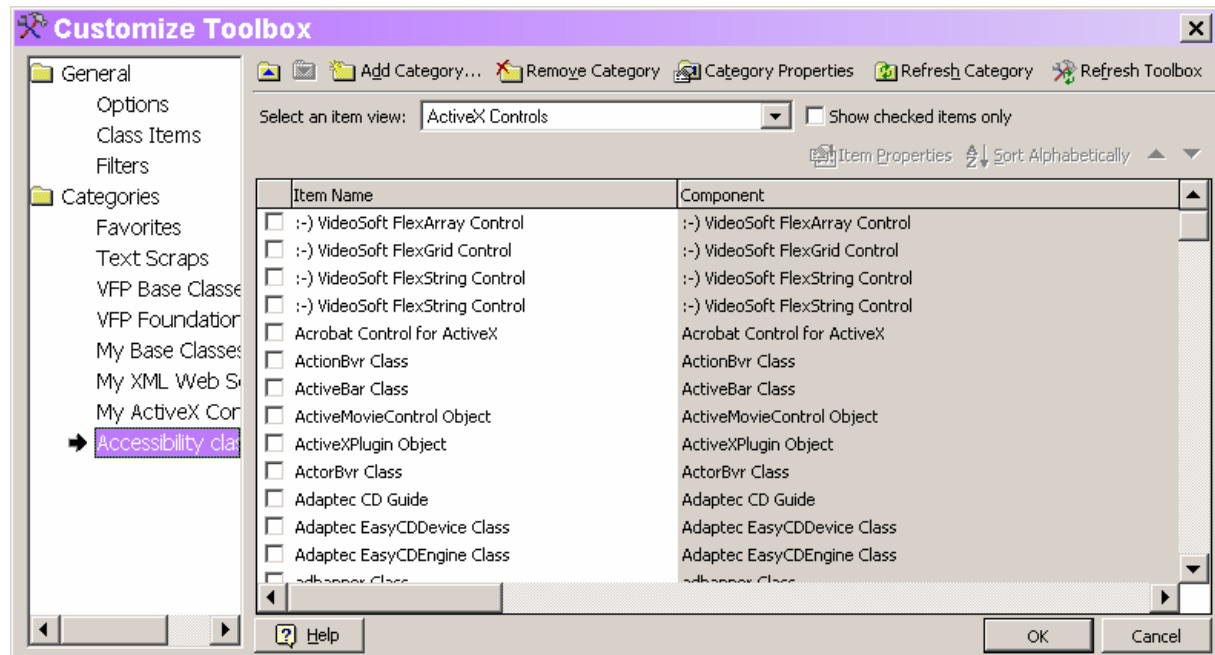 Customize Toolbox
General
Options
Class Items
Filters
Categories
Favorites
Text Scraps
VFP Base Classe
VFP Foundation
My Base Classes
My XML Web S
My ActiveX Con
Accessibility clas
Add Category... Remove Category Category Properties Refresh Category Refresh Toolbox
Select an item view: ActiveX Controls Show checked items only
Item Properties Sort Alphabetically
Item Name Component
:-) VideoSoft FlexArray Control :-) VideoSoft FlexArray Control
:-) VideoSoft FlexGrid Control :-) VideoSoft FlexGrid Control
:-) VideoSoft FlexString Control :-) VideoSoft FlexString Control
:-) VideoSoft FlexString Control :-) VideoSoft FlexString Control
Acrobat Control for ActiveX Acrobat Control for ActiveX
ActionBvr Class ActionBvr Class
ActiveBar Class ActiveBar Class
ActiveMovieControl Object ActiveMovieControl Object
ActiveXPlugin Object ActiveXPlugin Object
ActorBvr Class ActorBvr Class
Adaptec CD Guide Adaptec CD Guide
Adaptec EasyCDDevice Class Adaptec EasyCDDevice Class
Adaptec EasyCDEngine Class Adaptec EasyCDEngine Class
adbanner Class adbanner Class
Help OK Cancel